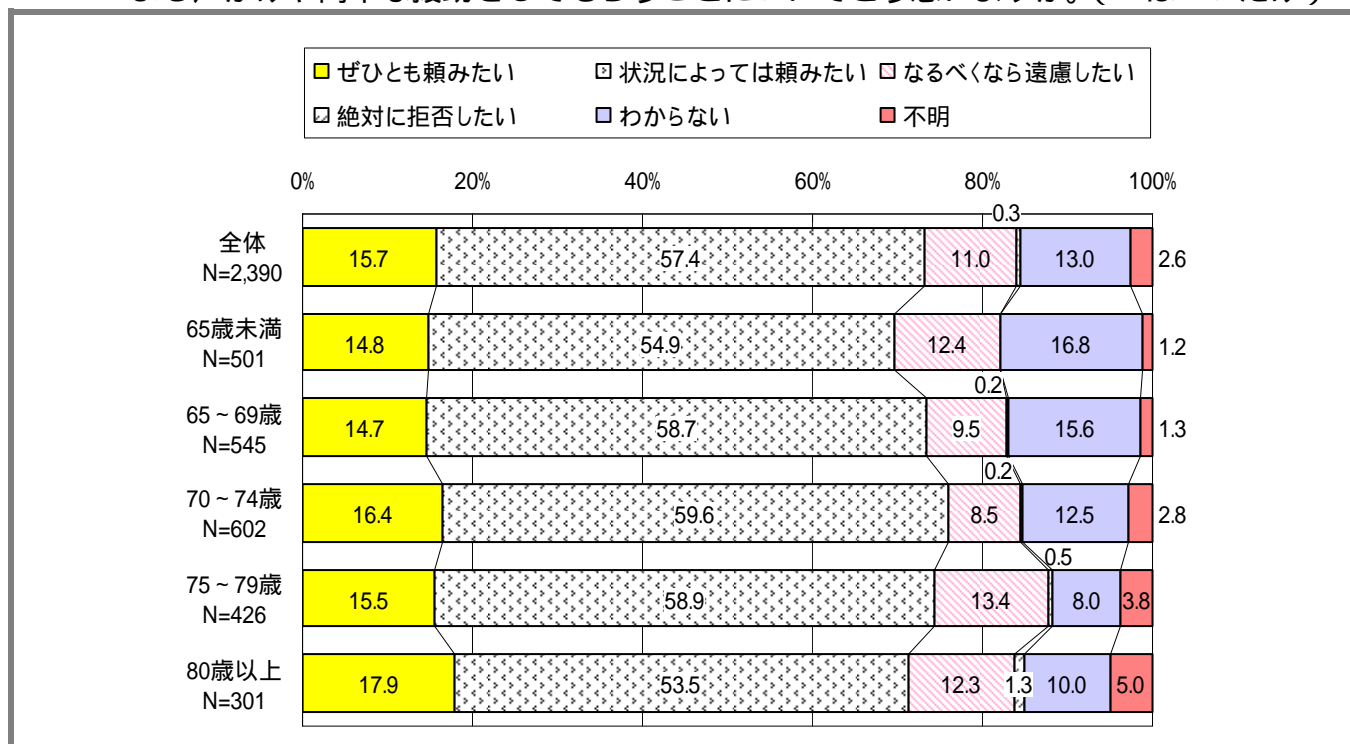 ぜひとも頼みたい 状況によっては頼みたい なるべくなら遠慮したい
絶対に拒否したい わからない 不明
0% 20% 40% 60% 80% 100%
0.3
全体
N=2,390
15.7 57.4 11.0 13.0 2.6
65歳未満
N=501
14.8 54.9 12.4 16.8 1.2
0.2
65~69歳
N=545
14.7 58.7 9.5 15.6 1.3
0.2
70~74歳
N=602
16.4 59.6 8.5 12.5 2.8
0.5
75~79歳
N=426
15.5 58.9 13.4 8.0 3.8
80歳以上
N=301
17.9 53.5 12.3 1.3 10.0 5.0